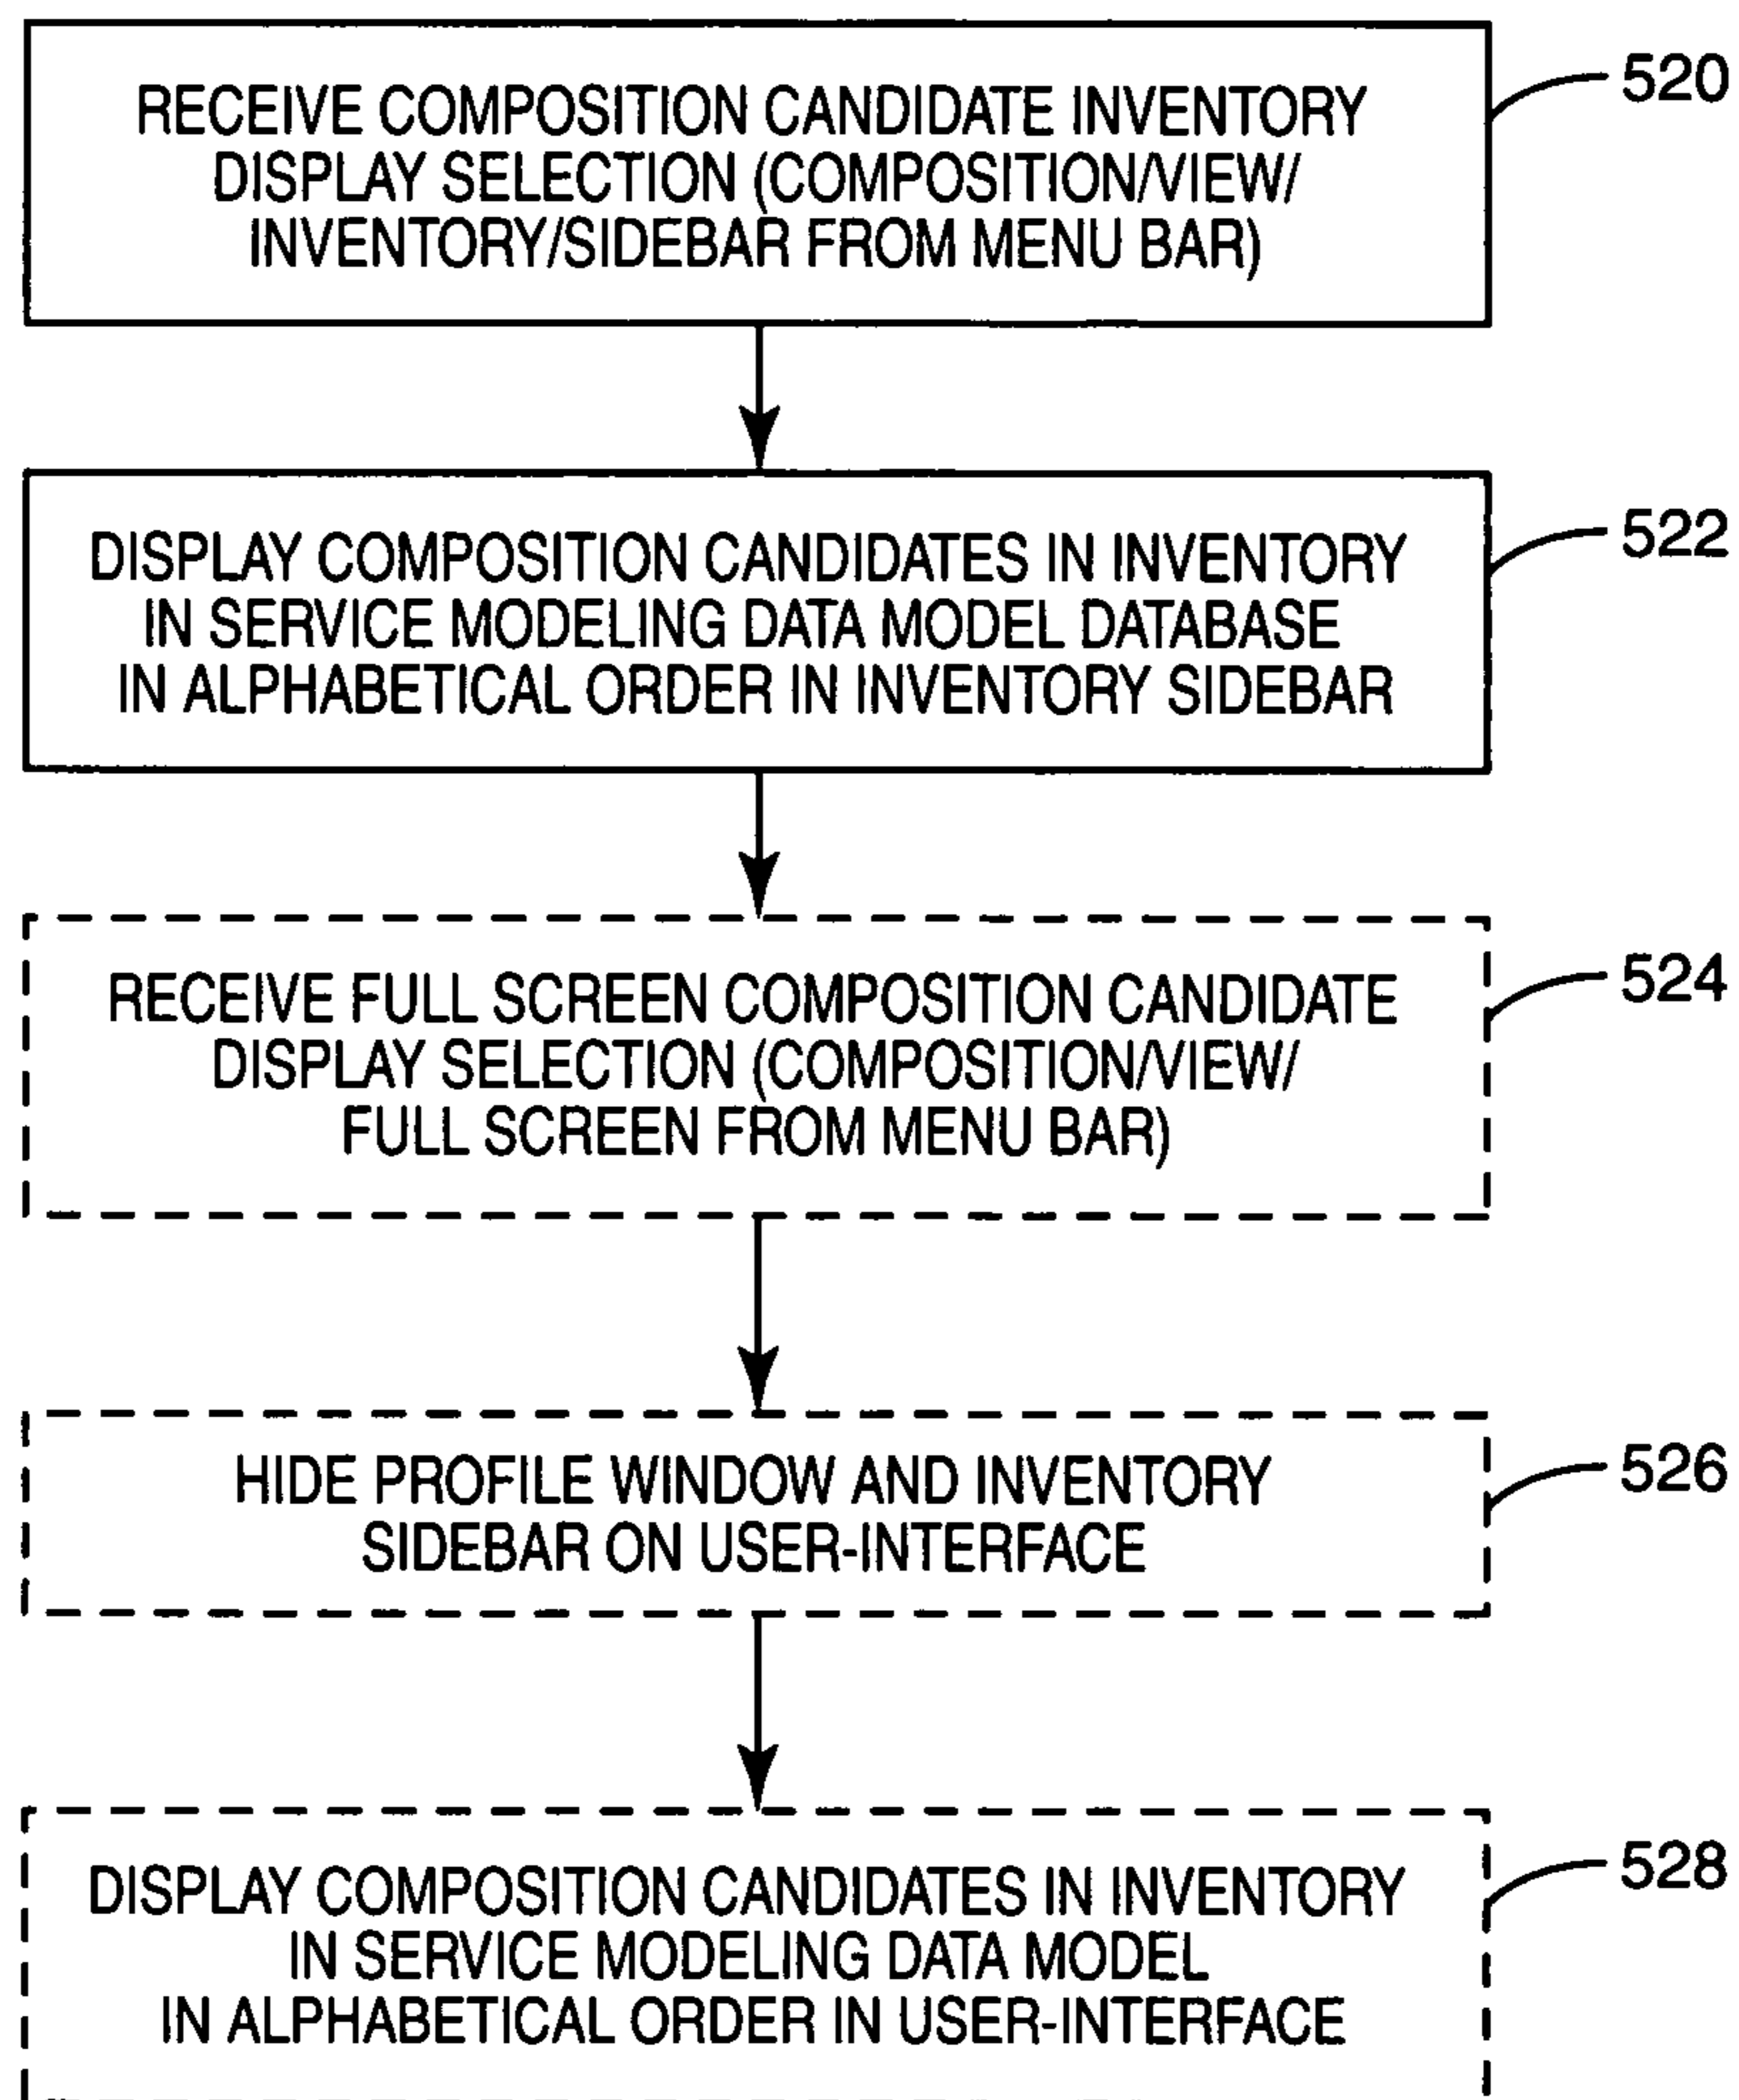 RECEIVE COMPOSITION CANDIDATE INVENTORY
DISPLAY SELECTION (COMPOSITION/VIEW/
INVENTORY/SIDEBAR FROM MENU BAR)
520
DISPLAY COMPOSITION CANDIDATES IN INVENTORY
IN SERVICE MODELING DATA MODEL DATABASE
IN ALPHABETICAL ORDER IN INVENTORY SIDEBAR
522
RECEIVE FULL SCREEN COMPOSITION CANDIDATE
DISPLAY SELECTION (COMPOSITION/VIEW/
FULL SCREEN FROM MENU BAR)
524
HIDE PROFILE WINDOW AND INVENTORY
SIDEBAR ON USER-INTERFACE
526
DISPLAY COMPOSITION CANDIDATES IN INVENTORY
IN SERVICE MODELING DATA MODEL
IN ALPHABETICAL ORDER IN USER-INTERFACE
528